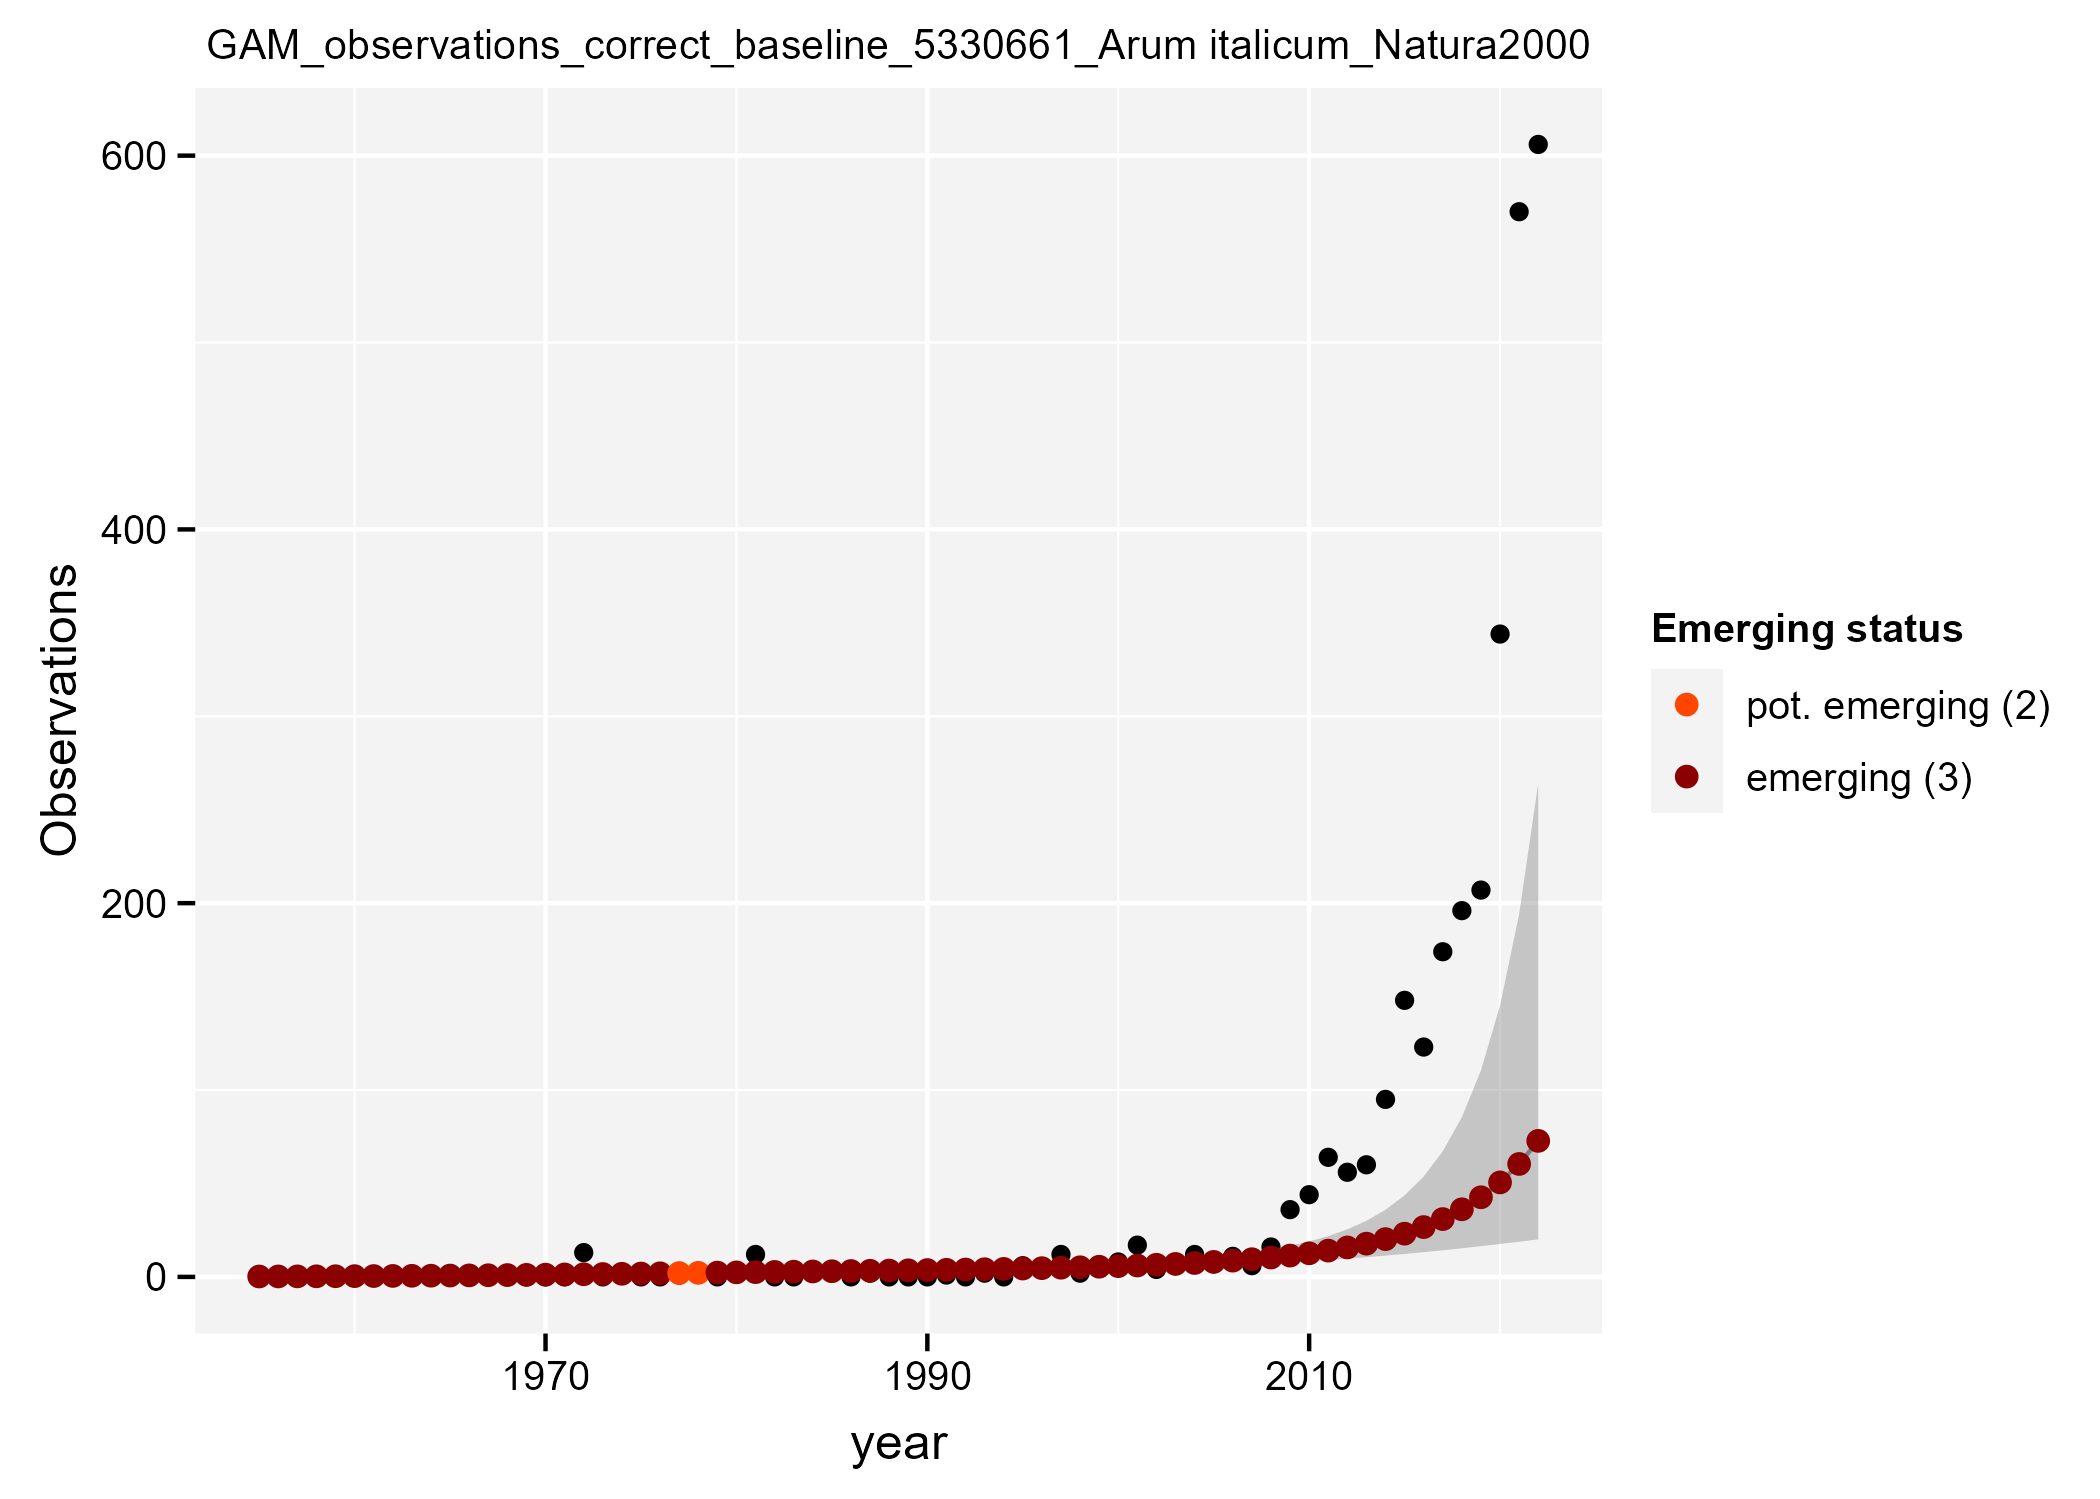 GAM_observations_correct_baseline_5330661_Arum italicum_Natura2000
600
400
200
0
Observations
1970
1990
2010
year
Emerging status
pot. emerging (2)
emerging (3)